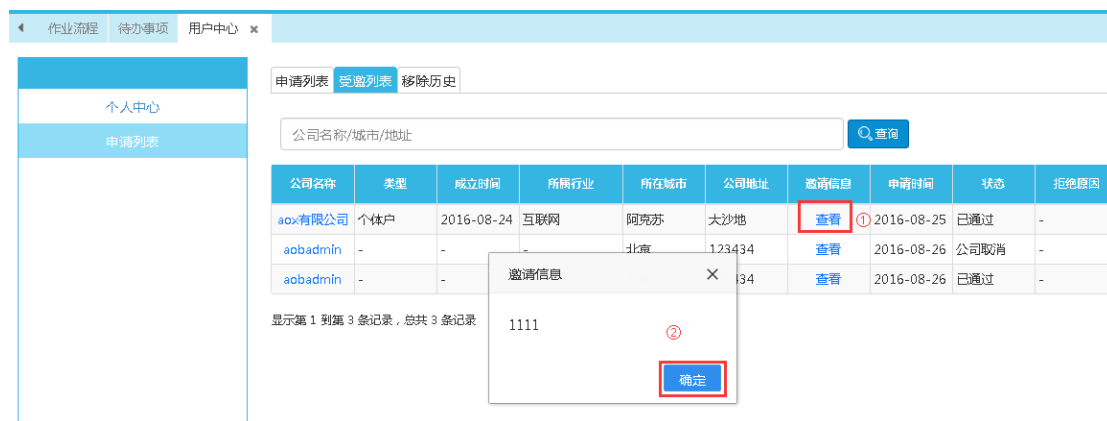 作业流程 待办事项 用户中心 ×
申请列表 受邀列表 移除历史
个人中心
申请列表
公司名称/城市/地址 查询
公司名称 类型 成立时间 所属行业 所在城市 公司地址 邀请信息 申请时间 状态 拒绝原因
aox有限公司 个体户 2016-08-24 互联网 阿克苏 大沙地 查看 ① 2016-08-25 已通过 -
aobadmin - - - 北京 123434 查看 2016-08-26 公司取消 -
aobadmin - - 34 查看 2016-08-26 已通过 -
显示第 1 到第 3 条记录，总共 3 条记录
邀请信息 ×
1111
②
确定